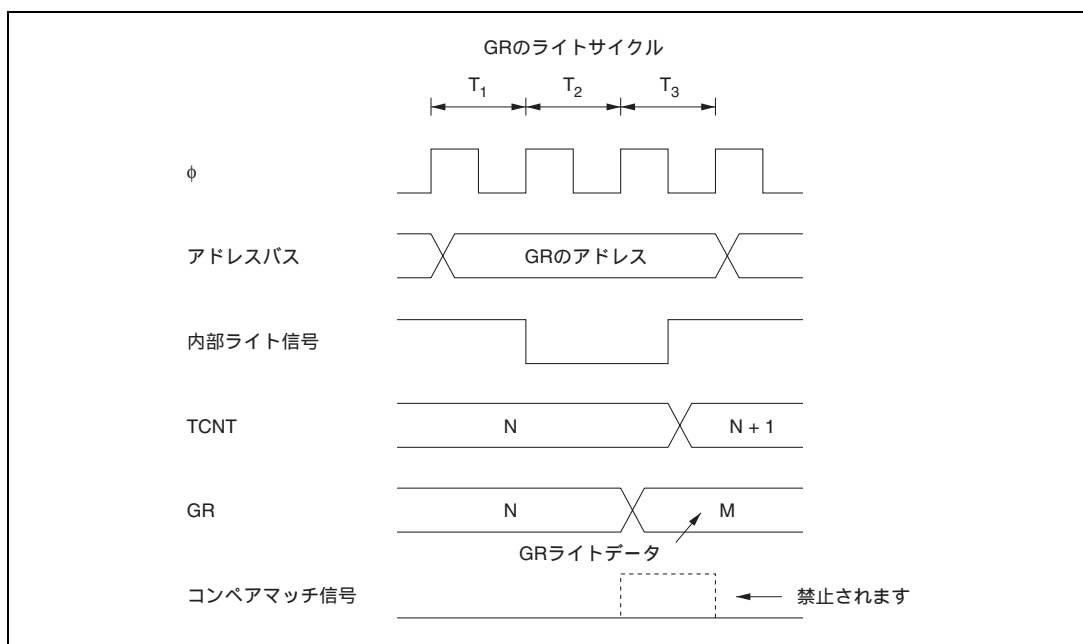 GRのライトサイクル
T1 T2 T3
φ
アドレスバス GRのアドレス
内部ライト信号
TCNT N N + 1
GR N M
GRライトデータ
コンペアマッチ信号 禁止されます